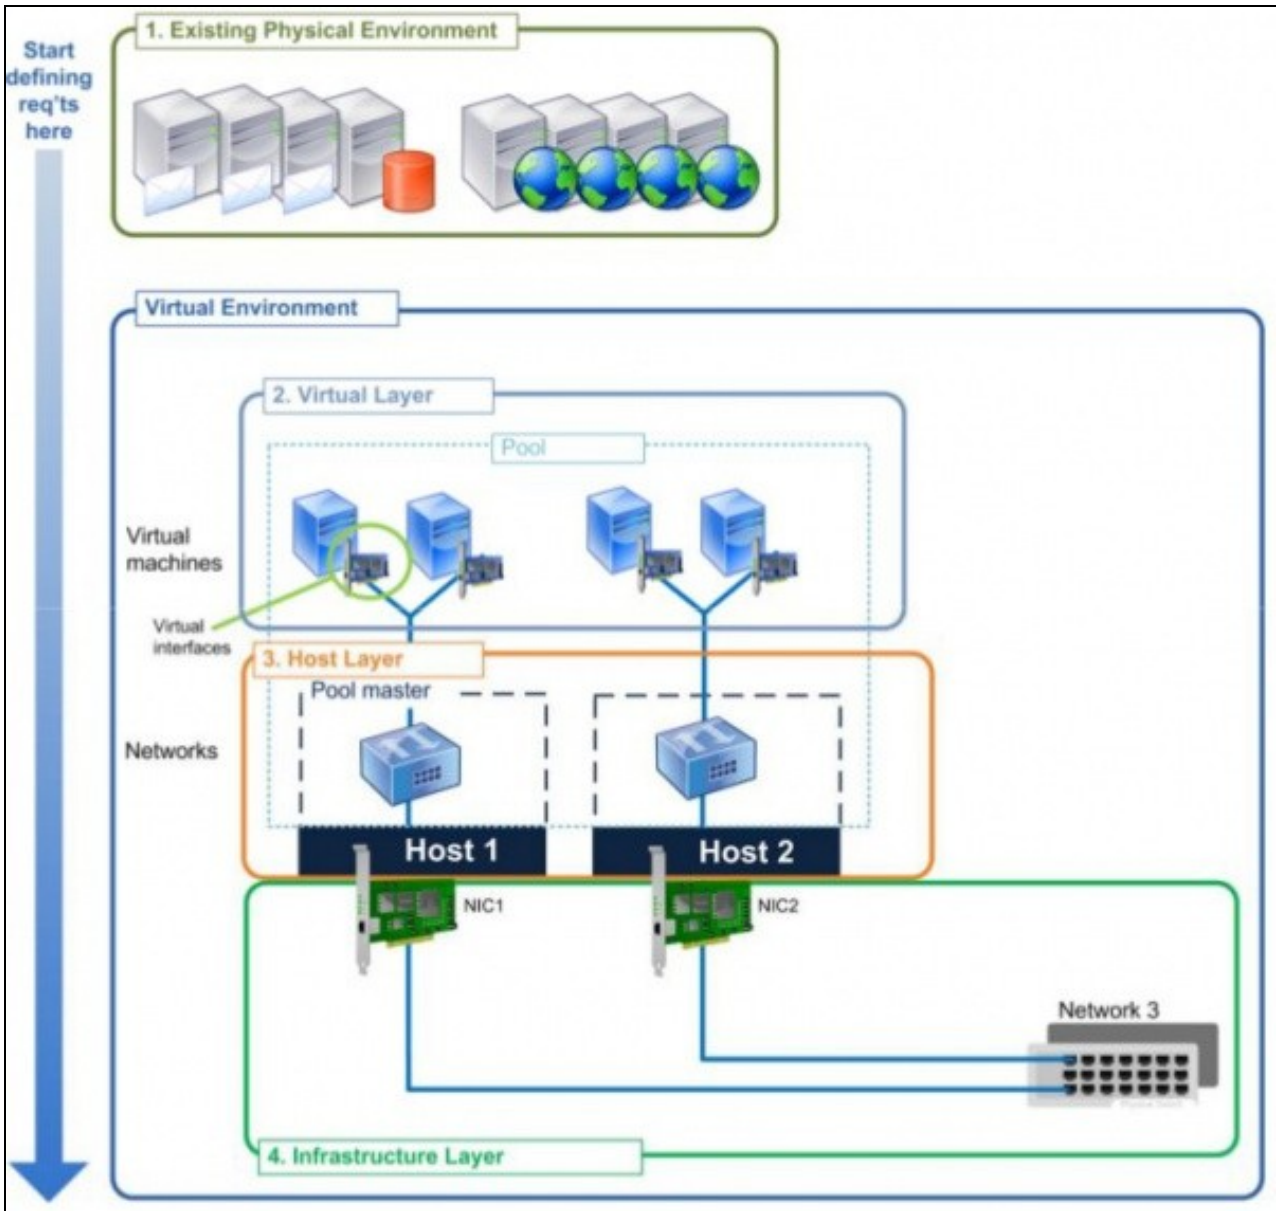 1. Existing Physical Environment
Start
defining
req'ts
here
Virtual Environment
2. Virtual Layer
Pool
Virtual
machines
Virtual
interfaces
3. Host Layer
Pool master
Networks
Host 1
Host 2
NIC1
NIC2
Network 3
4. Infrastructure Layer